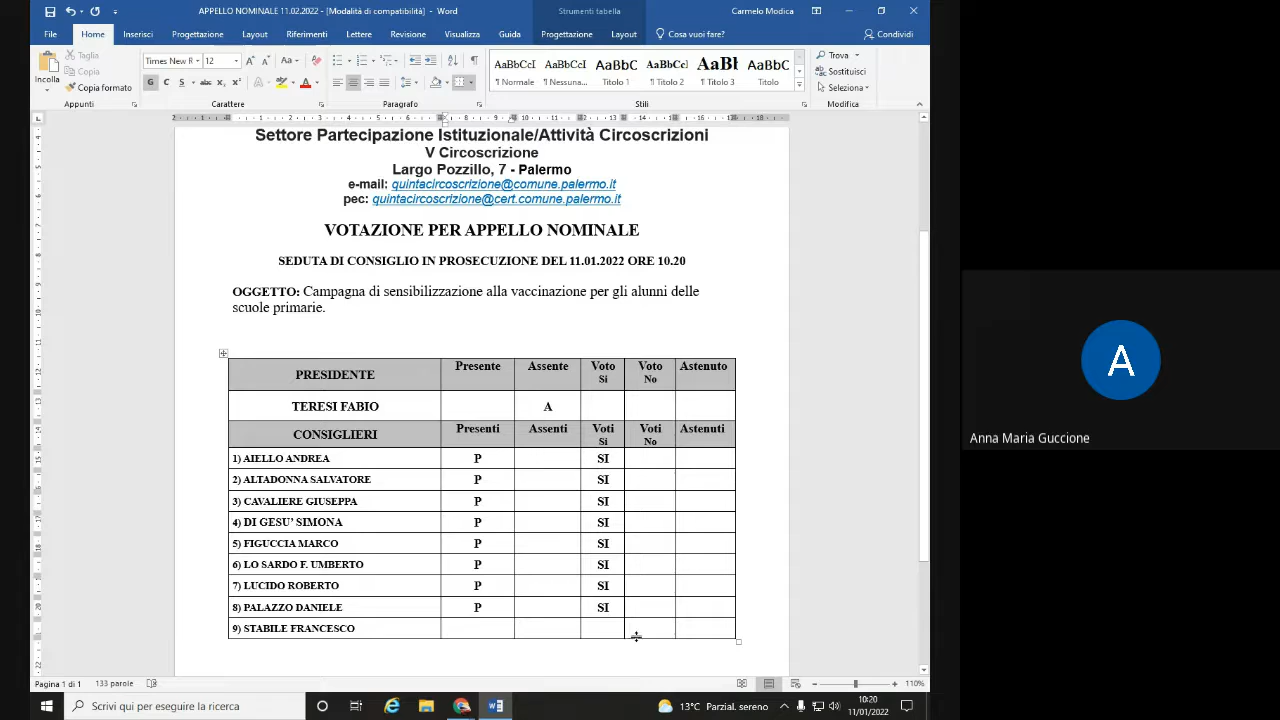 APPELLO NOMINALE 11.02.2022 - [Modalità di compatibilità] - Word
Strumenti tabella
Carmelo Modica
File Home Inserisci Progettazione Layout Riferimenti Lettere Revisione Visualizza Guida Progettazione Layout Cosa vuoi fare? Condividi
Incolla
Taglia
Copia
Copia formato
Appunti
Times New R 12
Carattere
Paragrafo
AaBbCcI AaBbCcI AaBbC AaBbCcl AaBl AaBbC
¶ Normale ¶ Nessuna... Titolo 1 ¶ Titolo 2 ¶ Titolo 3 Titolo
Stili
Trova
Sostituisci
Seleziona
Modifica
Settore Partecipazione Istituzionale/Attività Circoscrizioni
V Circoscrizione
Largo Pozzillo, 7 - Palermo
e-mail: quintacircoscrizione@comune.palermo.it
pec: quintacircoscrizione@cert.comune.palermo.it
VOTAZIONE PER APPELLO NOMINALE
SEDUTA DI CONSIGLIO IN PROSECUZIONE DEL 11.01.2022 ORE 10.20
OGGETTO: Campagna di sensibilizzazione alla vaccinazione per gli alunni delle
scuole primarie.
PRESIDENTE Presente Assente Voto Si Voto No Astenuto
TERESI FABIO A
CONSIGLIERI Presenti Assenti Voti Si Voti No Astenuti
1) AIELLO ANDREA P SI
2) ALTADONNA SALVATORE P SI
3) CAVALIERE GIUSEPPA P SI
4) DI GESU’ SIMONA P SI
5) FIGUCCIA MARCO P SI
6) LO SARDO F. UMBERTO P SI
7) LUCIDO ROBERTO P SI
8) PALAZZO DANIELE P SI
9) STABILE FRANCESCO
Pagina 1 di 1 133 parole 110%
Scrivi qui per eseguire la ricerca
13°C Parzial. sereno
10:20
11/01/2022
A
Anna Maria Guccione